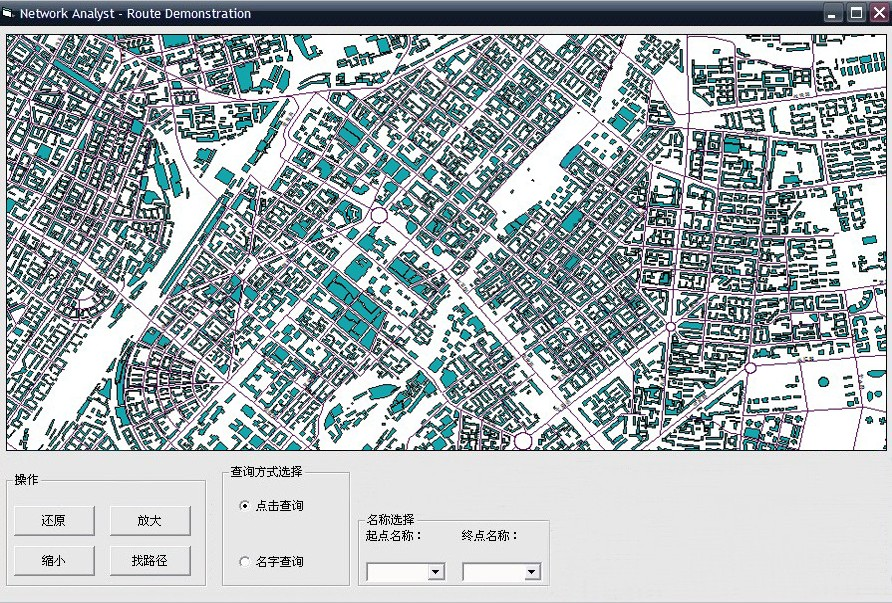 Network Analyst - Route Demonstration
操作
还原
放大
缩小
找路径
查询方式选择
点击查询
名字查询
名称选择
起点名称：
终点名称：